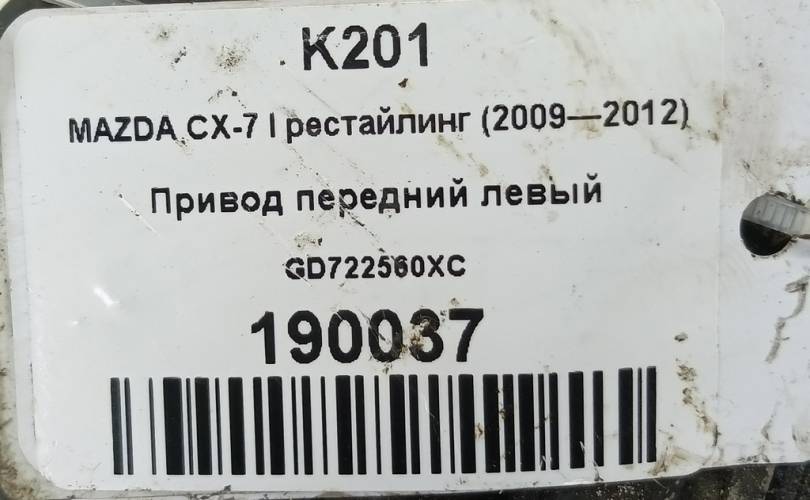 K201
MAZDA CX-7 I рестайлинг (2009—2012)
Привод передний левый
GD722560XC
190037